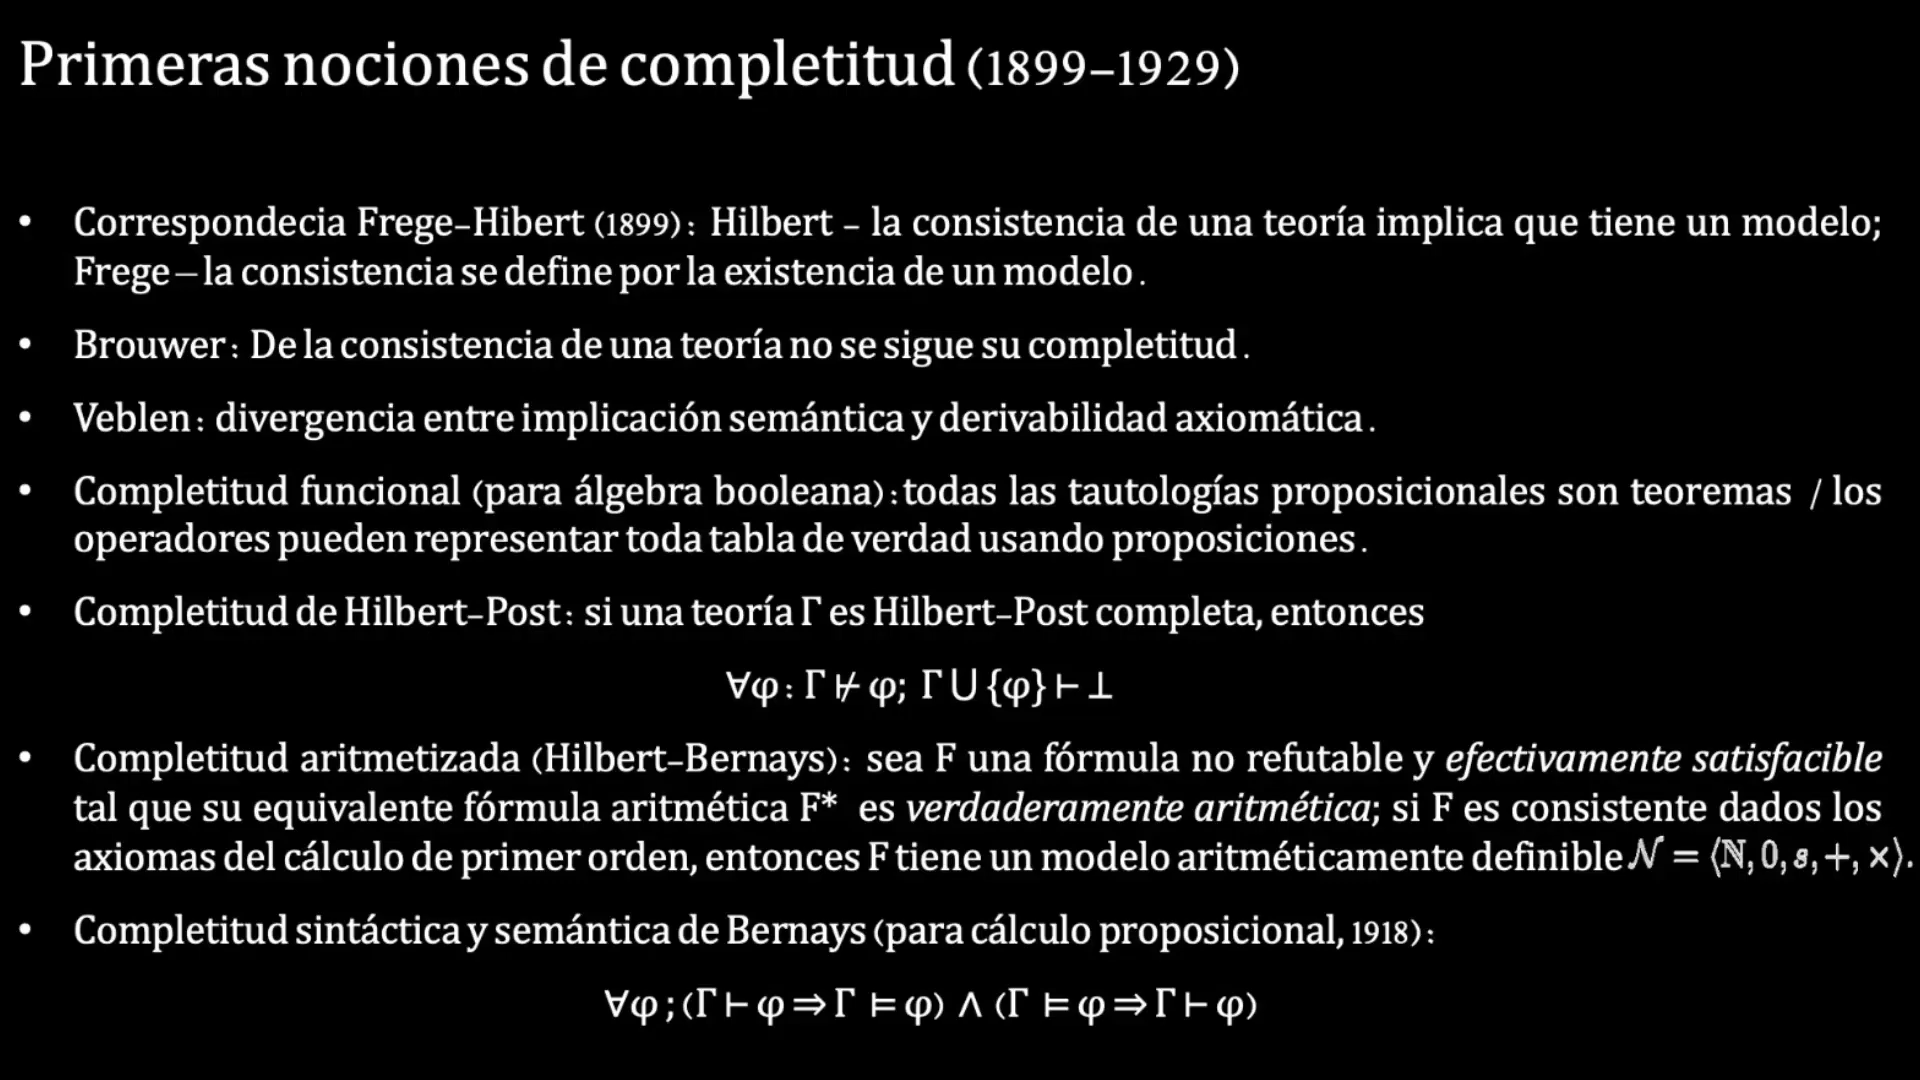 Primeras nociones de completitud (1899–1929)
• Correspondecia Frege–Hibert (1899): Hilbert – la consistencia de una teoría implica que tiene un modelo;
Frege – la consistencia se define por la existencia de un modelo.
• Brouwer: De la consistencia de una teoría no se sigue su completitud.
• Veblen: divergencia entre implicación semántica y derivabilidad axiomática.
• Completitud funcional (para álgebra booleana):todas las tautologías proposicionales son teoremas / los
operadores pueden representar toda tabla de verdad usando proposiciones.
• Completitud de Hilbert–Post: si una teoría Γ es Hilbert–Post completa, entonces
∀φ: Γ ⊬ φ; Γ ⋃ {φ} ⊢ ⊥
• Completitud aritmetizada (Hilbert–Bernays): sea F una fórmula no refutable y efectivamente satisfacible
tal que su equivalente fórmula aritmética F* es verdaderamente aritmética; si F es consistente dados los
axiomas del cálculo de primer orden, entonces F tiene un modelo aritméticamente definible 𝒩 = ⟨ℕ, 0, s, +, ×⟩.
• Completitud sintáctica y semántica de Bernays (para cálculo proposicional, 1918):
∀φ ; (Γ ⊢ φ ⇒ Γ ⊨ φ) ∧ (Γ ⊨ φ ⇒ Γ ⊢ φ)